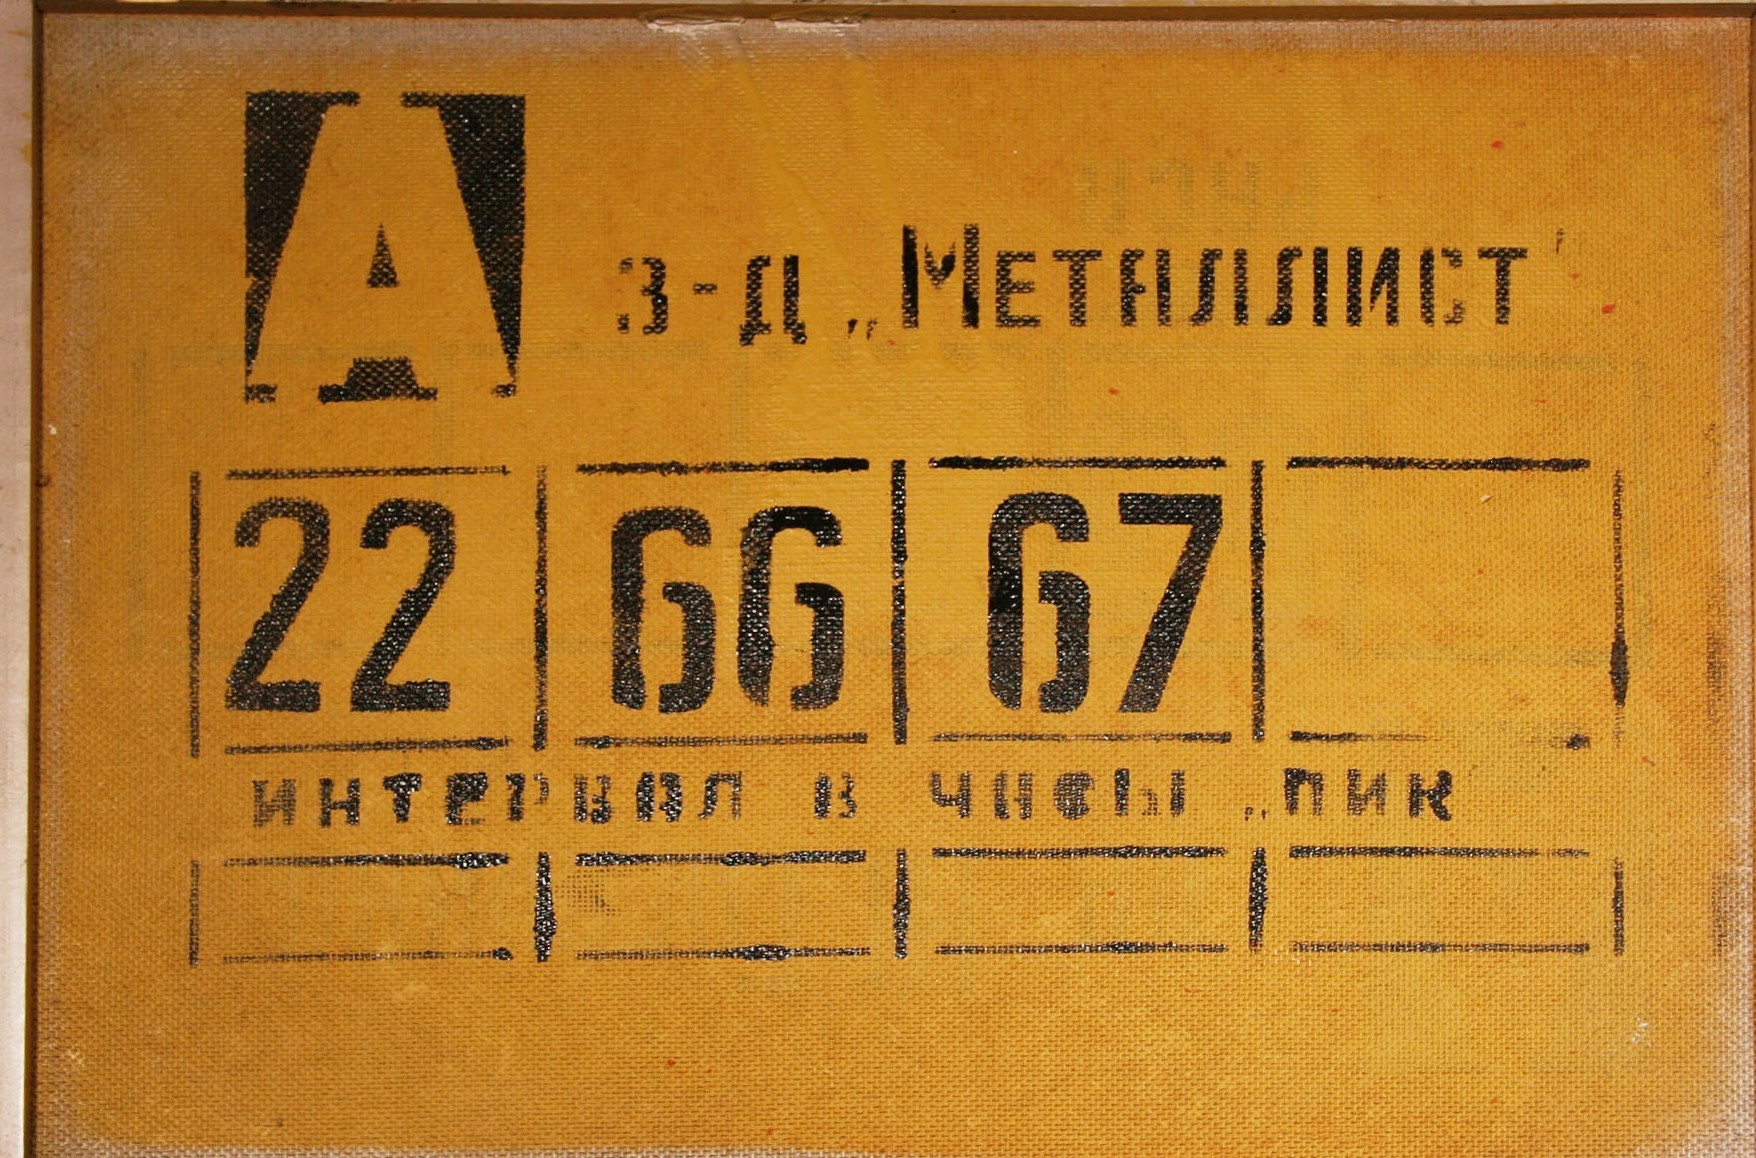 А
З-Д „МЕТАЛЛИСТ"
22 66 67
ИНТЕРВАЛ В ЧАСЫ „ПИК